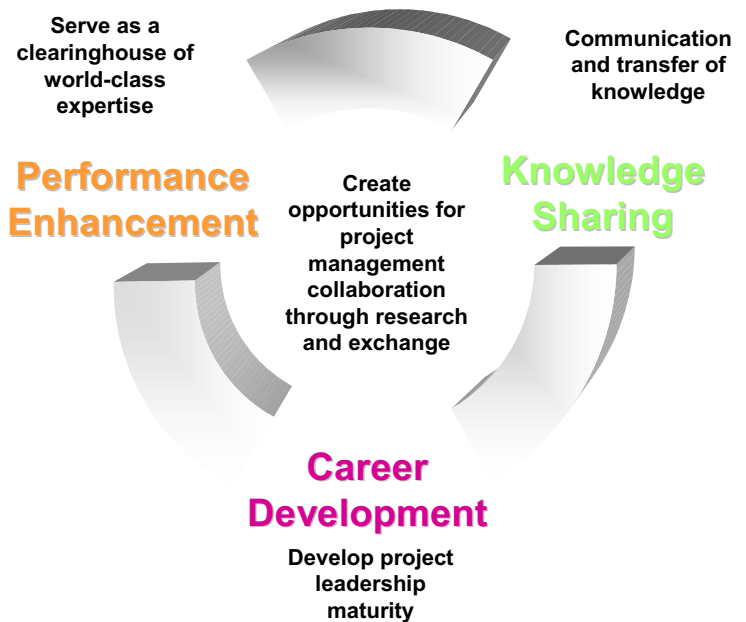 Serve as a
clearinghouse of
world-class
expertise
Communication
and transfer of
knowledge
Performance
Enhancement
Create
opportunities for
project
management
collaboration
through research
and exchange
Knowledge
Sharing
Career
Development
Develop project
leadership
maturity